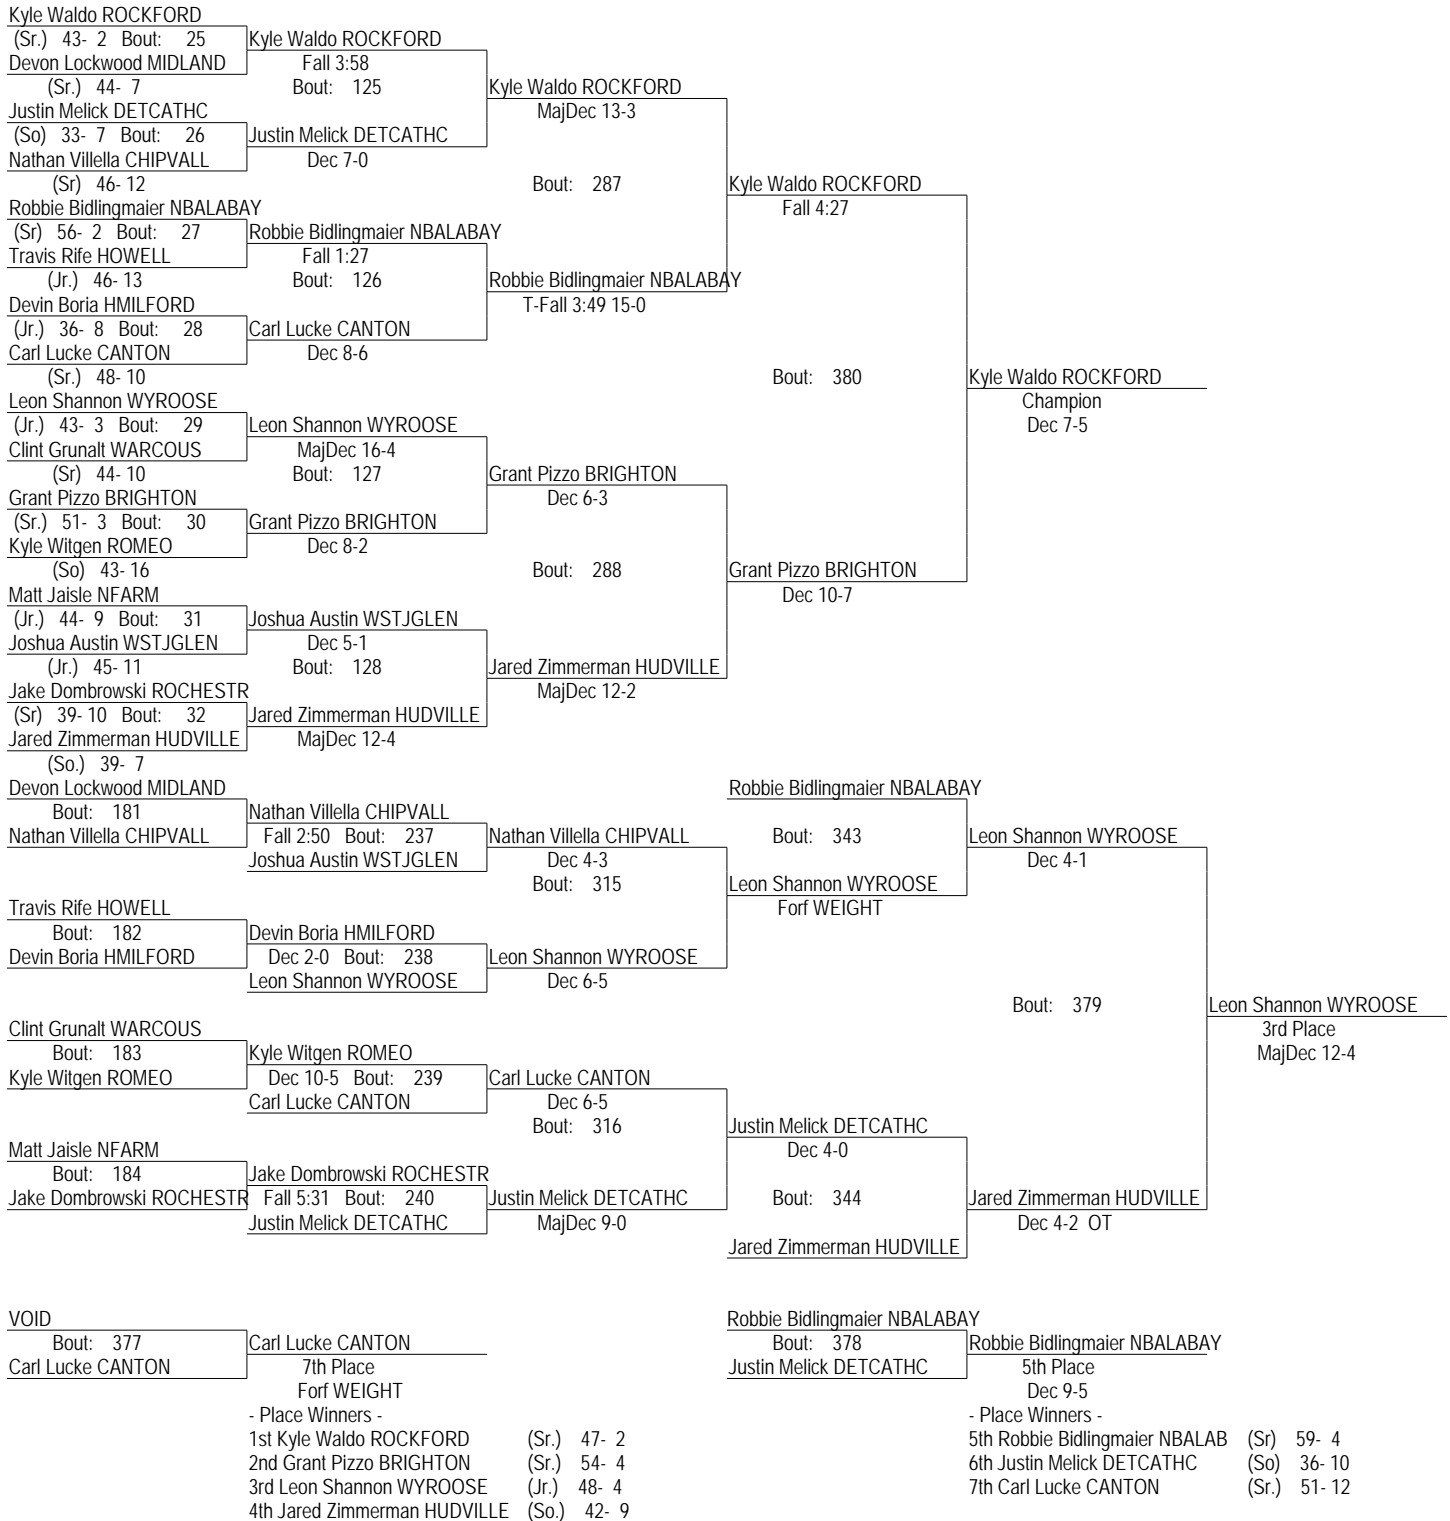 Kyle Waldo ROCKFORD
(Sr.) 43- 2 Bout: 25 Kyle Waldo ROCKFORD
Devon Lockwood MIDLAND Fall 3:58
(Sr.) 44- 7 Bout: 125 Kyle Waldo ROCKFORD
Justin Melick DETCATHC MajDec 13-3
(So) 33- 7 Bout: 26 Justin Melick DETCATHC
Nathan Villella CHIPVALL Dec 7-0
(Sr) 46- 12 Bout: 287 Kyle Waldo ROCKFORD
Robbie Bidlingmaier NBALABAY Fall 4:27
(Sr) 56- 2 Bout: 27 Robbie Bidlingmaier NBALABAY
Travis Rife HOWELL Fall 1:27
(Jr.) 46- 13 Bout: 126 Robbie Bidlingmaier NBALABAY
Devin Boria HMILFORD T-Fall 3:49 15-0
(Jr.) 36- 8 Bout: 28 Carl Lucke CANTON
Carl Lucke CANTON Dec 8-6
(Sr.) 48- 10 Bout: 380 Kyle Waldo ROCKFORD
Leon Shannon WYROOSE Champion
(Jr.) 43- 3 Bout: 29 Leon Shannon WYROOSE Dec 7-5
Clint Grunalt WARCOUS MajDec 16-4
(Sr) 44- 10 Bout: 127 Grant Pizzo BRIGHTON
Grant Pizzo BRIGHTON Dec 6-3
(Sr.) 51- 3 Bout: 30 Grant Pizzo BRIGHTON
Kyle Witgen ROMEO Dec 8-2
(So) 43- 16 Bout: 288 Grant Pizzo BRIGHTON
Matt Jaisle NFARM Dec 10-7
(Jr.) 44- 9 Bout: 31 Joshua Austin WSTJGLEN
Joshua Austin WSTJGLEN Dec 5-1
(Jr.) 45- 11 Bout: 128 Jared Zimmerman HUDVILLE
Jake Dombrowski ROCHESTR MajDec 12-2
(Sr) 39- 10 Bout: 32 Jared Zimmerman HUDVILLE
Jared Zimmerman HUDVILLE MajDec 12-4
(So.) 39- 7
Devon Lockwood MIDLAND Robbie Bidlingmaier NBALABAY
Bout: 181 Nathan Villella CHIPVALL
Nathan Villella CHIPVALL Fall 2:50 Bout: 237 Nathan Villella CHIPVALL Bout: 343 Leon Shannon WYROOSE
Joshua Austin WSTJGLEN Dec 4-3 Dec 4-1
Bout: 315 Leon Shannon WYROOSE
Travis Rife HOWELL Forf WEIGHT
Bout: 182 Devin Boria HMILFORD
Devin Boria HMILFORD Dec 2-0 Bout: 238 Leon Shannon WYROOSE
Leon Shannon WYROOSE Dec 6-5
Bout: 379 Leon Shannon WYROOSE
Clint Grunalt WARCOUS 3rd Place
Bout: 183 Kyle Witgen ROMEO MajDec 12-4
Kyle Witgen ROMEO Dec 10-5 Bout: 239 Carl Lucke CANTON
Carl Lucke CANTON Dec 6-5
Bout: 316 Justin Melick DETCATHC
Matt Jaisle NFARM Dec 4-0
Bout: 184 Jake Dombrowski ROCHESTR
Jake Dombrowski ROCHESTR Fall 5:31 Bout: 240 Justin Melick DETCATHC Bout: 344 Jared Zimmerman HUDVILLE
Justin Melick DETCATHC MajDec 9-0 Dec 4-2 OT
Jared Zimmerman HUDVILLE
VOID Robbie Bidlingmaier NBALABAY
Bout: 377 Carl Lucke CANTON Bout: 378 Robbie Bidlingmaier NBALABAY
Carl Lucke CANTON 7th Place Justin Melick DETCATHC 5th Place
Forf WEIGHT Dec 9-5
- Place Winners - - Place Winners -
1st Kyle Waldo ROCKFORD (Sr.) 47- 2 5th Robbie Bidlingmaier NBALAB (Sr) 59- 4
2nd Grant Pizzo BRIGHTON (Sr.) 54- 4 6th Justin Melick DETCATHC (So) 36- 10
3rd Leon Shannon WYROOSE (Jr.) 48- 4 7th Carl Lucke CANTON (Sr.) 51- 12
4th Jared Zimmerman HUDVILLE (So.) 42- 9